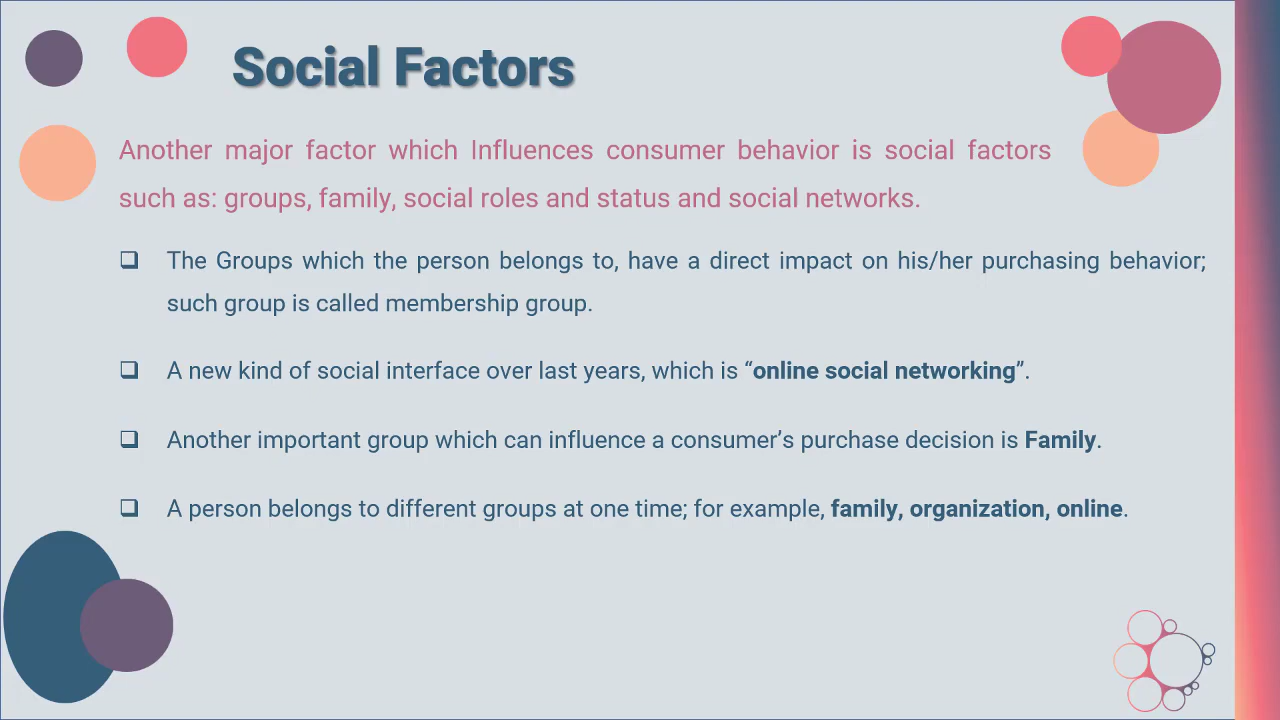 Social Factors
Another major factor which Influences consumer behavior is social factors
such as: groups, family, social roles and status and social networks.
❑ The Groups which the person belongs to, have a direct impact on his/her purchasing behavior;
such group is called membership group.
❑ A new kind of social interface over last years, which is “online social networking”.
❑ Another important group which can influence a consumer’s purchase decision is Family.
❑ A person belongs to different groups at one time; for example, family, organization, online.